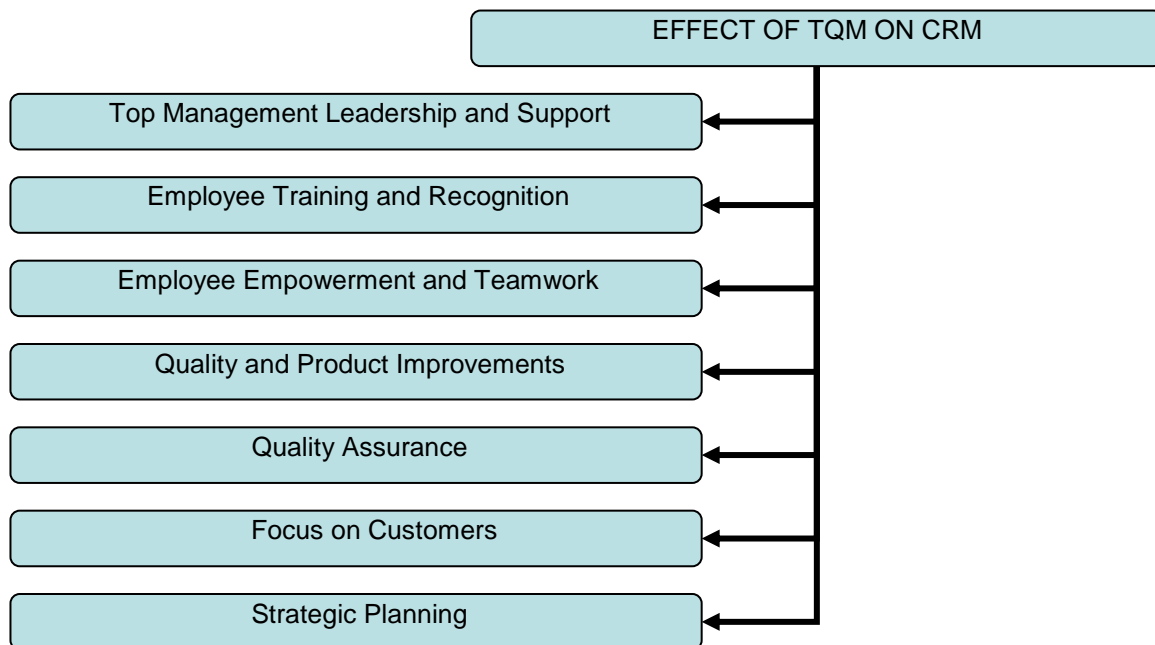 EFFECT OF TQM ON CRM
Top Management Leadership and Support
Employee Training and Recognition
Employee Empowerment and Teamwork
Quality and Product Improvements
Quality Assurance
Focus on Customers
Strategic Planning